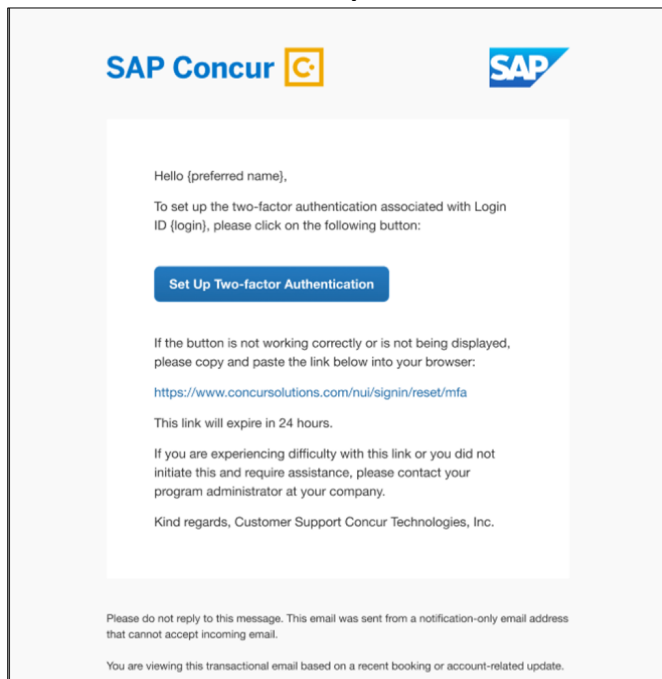 SAP Concur C
SAP
Hello {preferred name},
To set up the two-factor authentication associated with Login
ID {login}, please click on the following button:
Set Up Two-factor Authentication
If the button is not working correctly or is not being displayed,
please copy and paste the link below into your browser:
https://www.concursolutions.com/nui/signin/reset/mfa
This link will expire in 24 hours.
If you are experiencing difficulty with this link or you did not
initiate this and require assistance, please contact your
program administrator at your company.
Kind regards, Customer Support Concur Technologies, Inc.
Please do not reply to this message. This email was sent from a notification-only email address
that cannot accept incoming email.
You are viewing this transactional email based on a recent booking or account-related update.